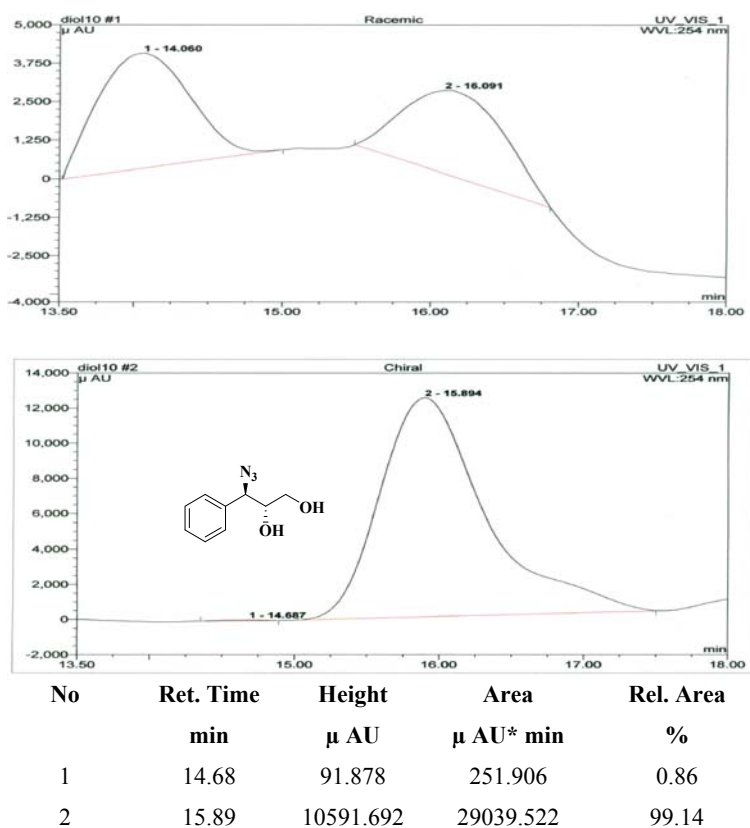 diol10 #1 Racemic UV_VIS_1
µ AU WVL:254 nm
5,000
3,750
2,500
1,250
0
-1,250
-2,500
-4,000
1 - 14.060
2 - 16.091
min
13.50 15.00 16.00 17.00 18.00
diol10 #2 Chiral UV_VIS_1
µ AU WVL:254 nm
14,000
12,000
10,000
8,000
6,000
4,000
2,000
0
-2,000
2 - 15.894
N3
OH
OH
1 - 14.687
min
13.50 15.00 16.00 17.00 18.00
No Ret. Time Height Area Rel. Area
min µ AU µ AU* min %
1 14.68 91.878 251.906 0.86
2 15.89 10591.692 29039.522 99.14